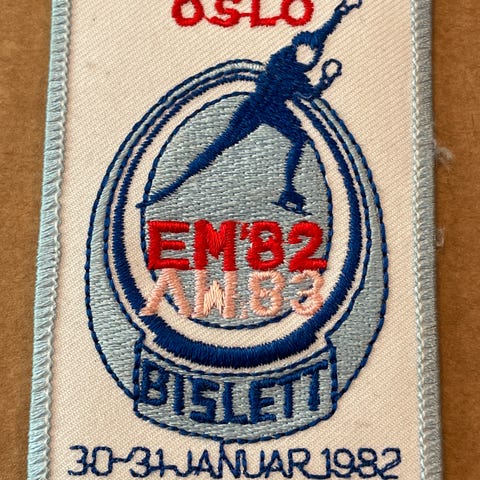 OSLO
EM'82
VM'83
BISLETT
30-31 JANUAR 1982